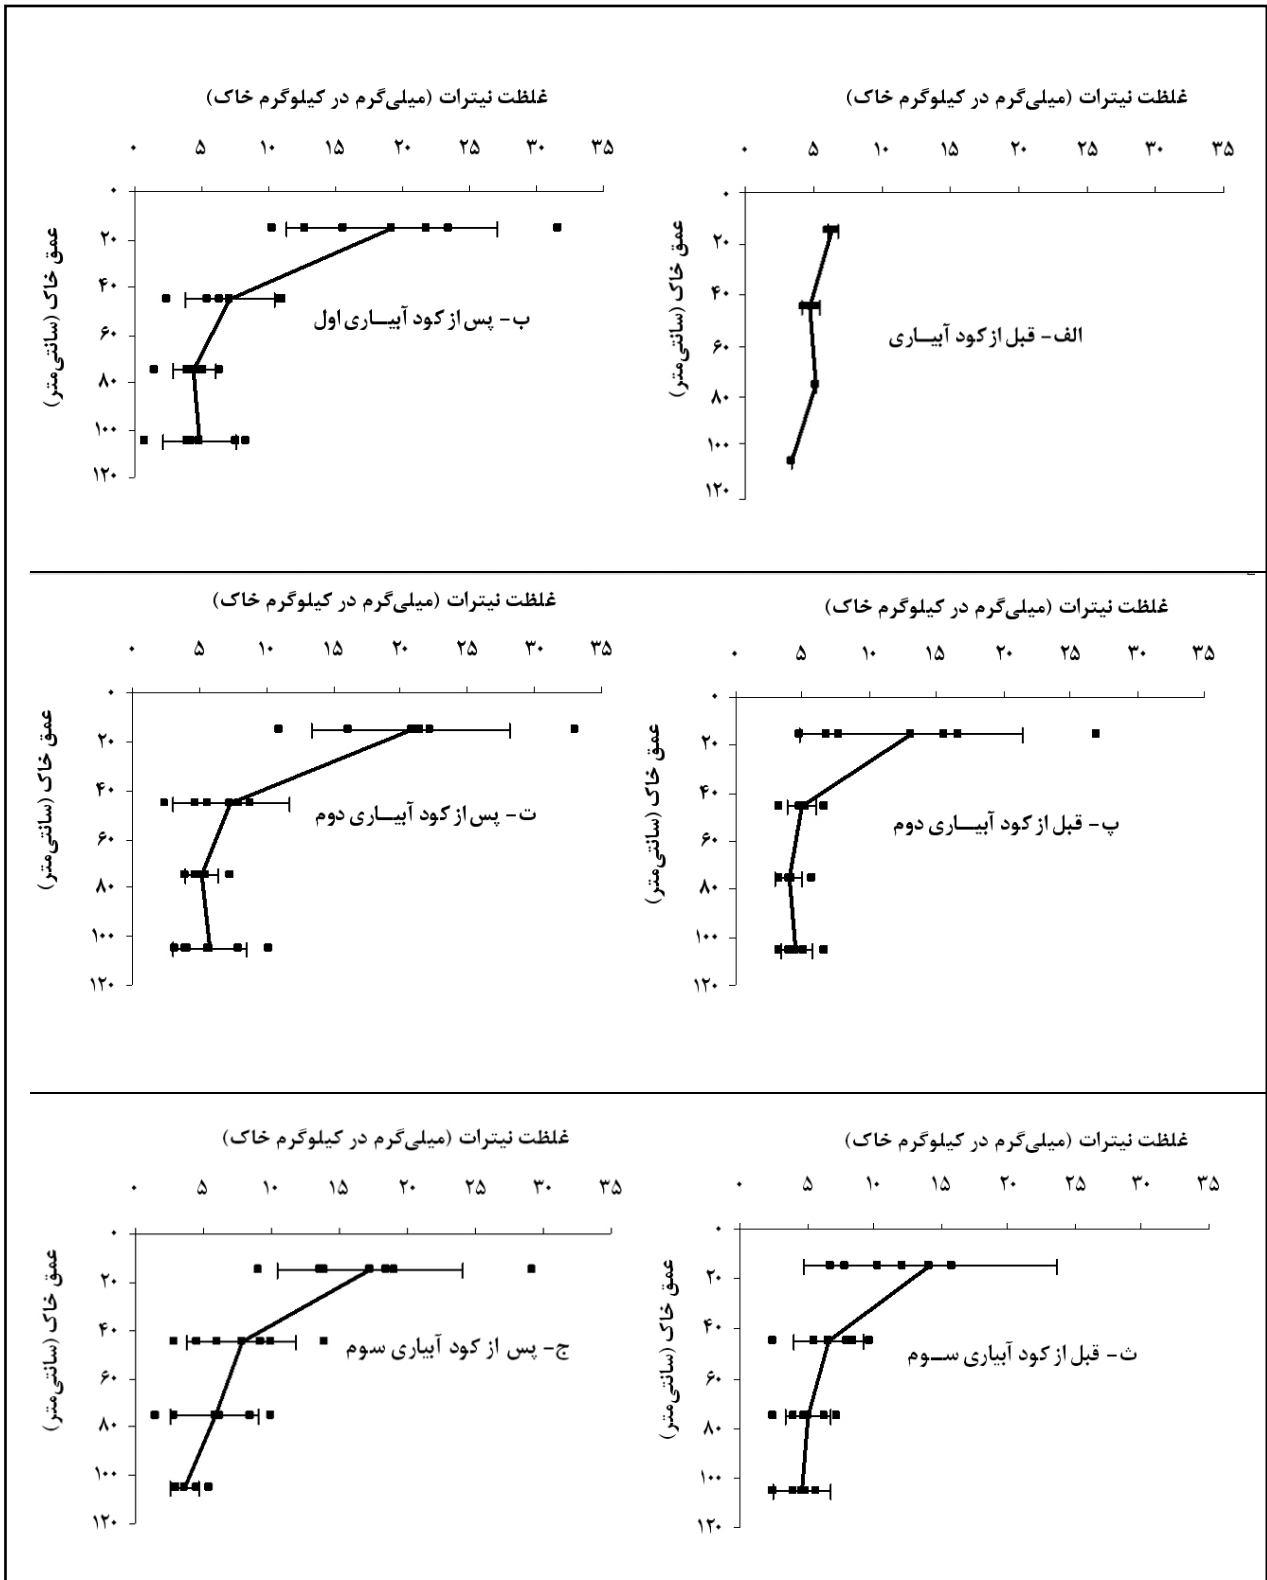 غلظت نیترات (میلی‌گرم در کیلوگرم خاک)
۰ ۵ ۱۰ ۱۵ ۲۰ ۲۵ ۳۰ ۳۵
عمق خاک (سانتی‌متر)
۰
۲۰
۴۰
۶۰
۸۰
۱۰۰
۱۲۰
الف- قبل از کود آبیــاری
غلظت نیترات (میلی‌گرم در کیلوگرم خاک)
۰ ۵ ۱۰ ۱۵ ۲۰ ۲۵ ۳۰ ۳۵
عمق خاک (سانتی‌متر)
۰
۲۰
۴۰
۶۰
۸۰
۱۰۰
۱۲۰
ب- پس از کود آبیــاری اول
غلظت نیترات (میلی‌گرم در کیلوگرم خاک)
۰ ۵ ۱۰ ۱۵ ۲۰ ۲۵ ۳۰ ۳۵
عمق خاک (سانتی‌متر)
۰
۲۰
۴۰
۶۰
۸۰
۱۰۰
۱۲۰
پ- قبل از کود آبیــاری دوم
غلظت نیترات (میلی‌گرم در کیلوگرم خاک)
۰ ۵ ۱۰ ۱۵ ۲۰ ۲۵ ۳۰ ۳۵
عمق خاک (سانتی‌متر)
۰
۲۰
۴۰
۶۰
۸۰
۱۰۰
۱۲۰
ت- پس از کود آبیــاری دوم
غلظت نیترات (میلی‌گرم در کیلوگرم خاک)
۰ ۵ ۱۰ ۱۵ ۲۰ ۲۵ ۳۰ ۳۵
عمق خاک (سانتی‌متر)
۰
۲۰
۴۰
۶۰
۸۰
۱۰۰
۱۲۰
ث- قبل از کود آبیاری ســوم
غلظت نیترات (میلی‌گرم در کیلوگرم خاک)
۰ ۵ ۱۰ ۱۵ ۲۰ ۲۵ ۳۰ ۳۵
عمق خاک (سانتی‌متر)
۰
۲۰
۴۰
۶۰
۸۰
۱۰۰
۱۲۰
ج- پس از کود آبیاری سوم